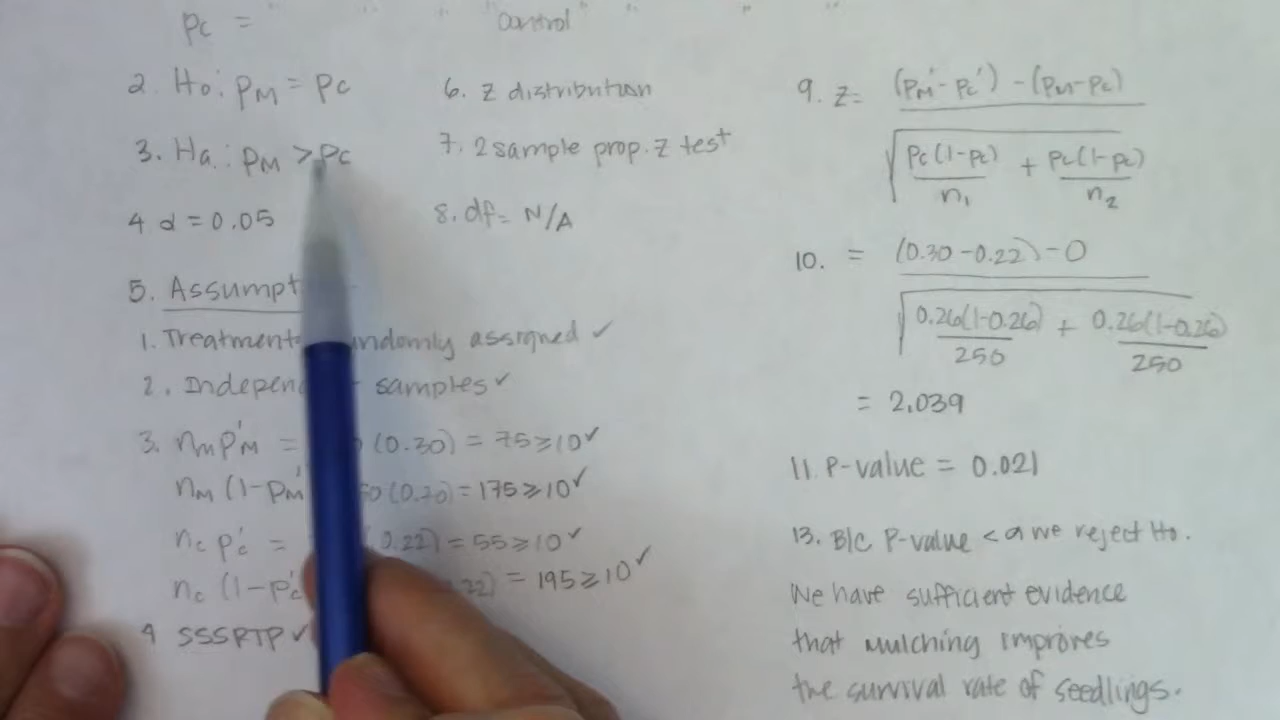 pc = " " "control" " " "
2. Ho: pM = pc
3. Ha: pM > pc
4 α = 0.05
5. Assumpt
1. Treatment randomly assigned ✓
2. Independent samples ✓
3. nMp'M = (0.30) = 75 ≥ 10 ✓
nM (1-pM' 50 (0.70) = 175 ≥ 10 ✓
nc p'c = 0.22) = 55 ≥ 10 ✓
nc (1-p'c .22) = 195 ≥ 10 ✓
4 SSSRTP ✓
6. z distribution
7. 2 sample prop. z test
8. df = N/A
9. z = (pM' - pc') - (pM - pc)
√ pc(1-pc) / n1 + pc(1-pc) / n2
10. = (0.30 - 0.22) - 0
√ 0.26(1-0.26) / 250 + 0.26(1-0.26) / 250
= 2.039
11. P-value = 0.021
13. B/c P-value < α we reject Ho.
We have sufficient evidence
that mulching improves
the survival rate of seedlings.